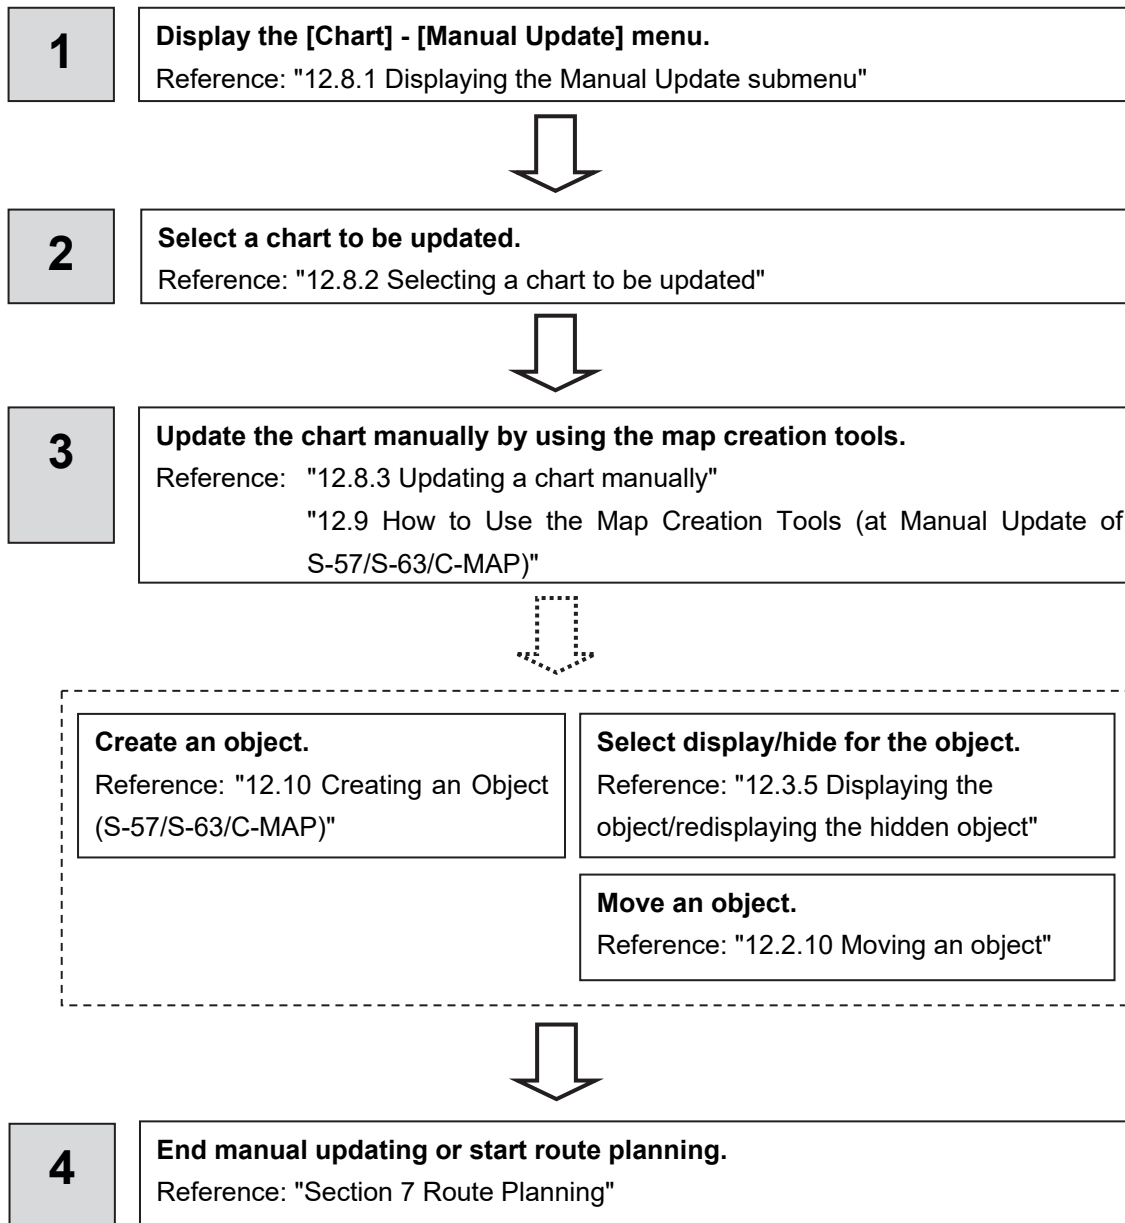 1
Display the [Chart] - [Manual Update] menu.
Reference: "12.8.1 Displaying the Manual Update submenu"
2
Select a chart to be updated.
Reference: "12.8.2 Selecting a chart to be updated"
3
Update the chart manually by using the map creation tools.
Reference: "12.8.3 Updating a chart manually"
"12.9 How to Use the Map Creation Tools (at Manual Update of
S-57/S-63/C-MAP)"
Create an object.
Reference: "12.10 Creating an Object
(S-57/S-63/C-MAP)"
Select display/hide for the object.
Reference: "12.3.5 Displaying the
object/redisplaying the hidden object"
Move an object.
Reference: "12.2.10 Moving an object"
4
End manual updating or start route planning.
Reference: "Section 7 Route Planning"